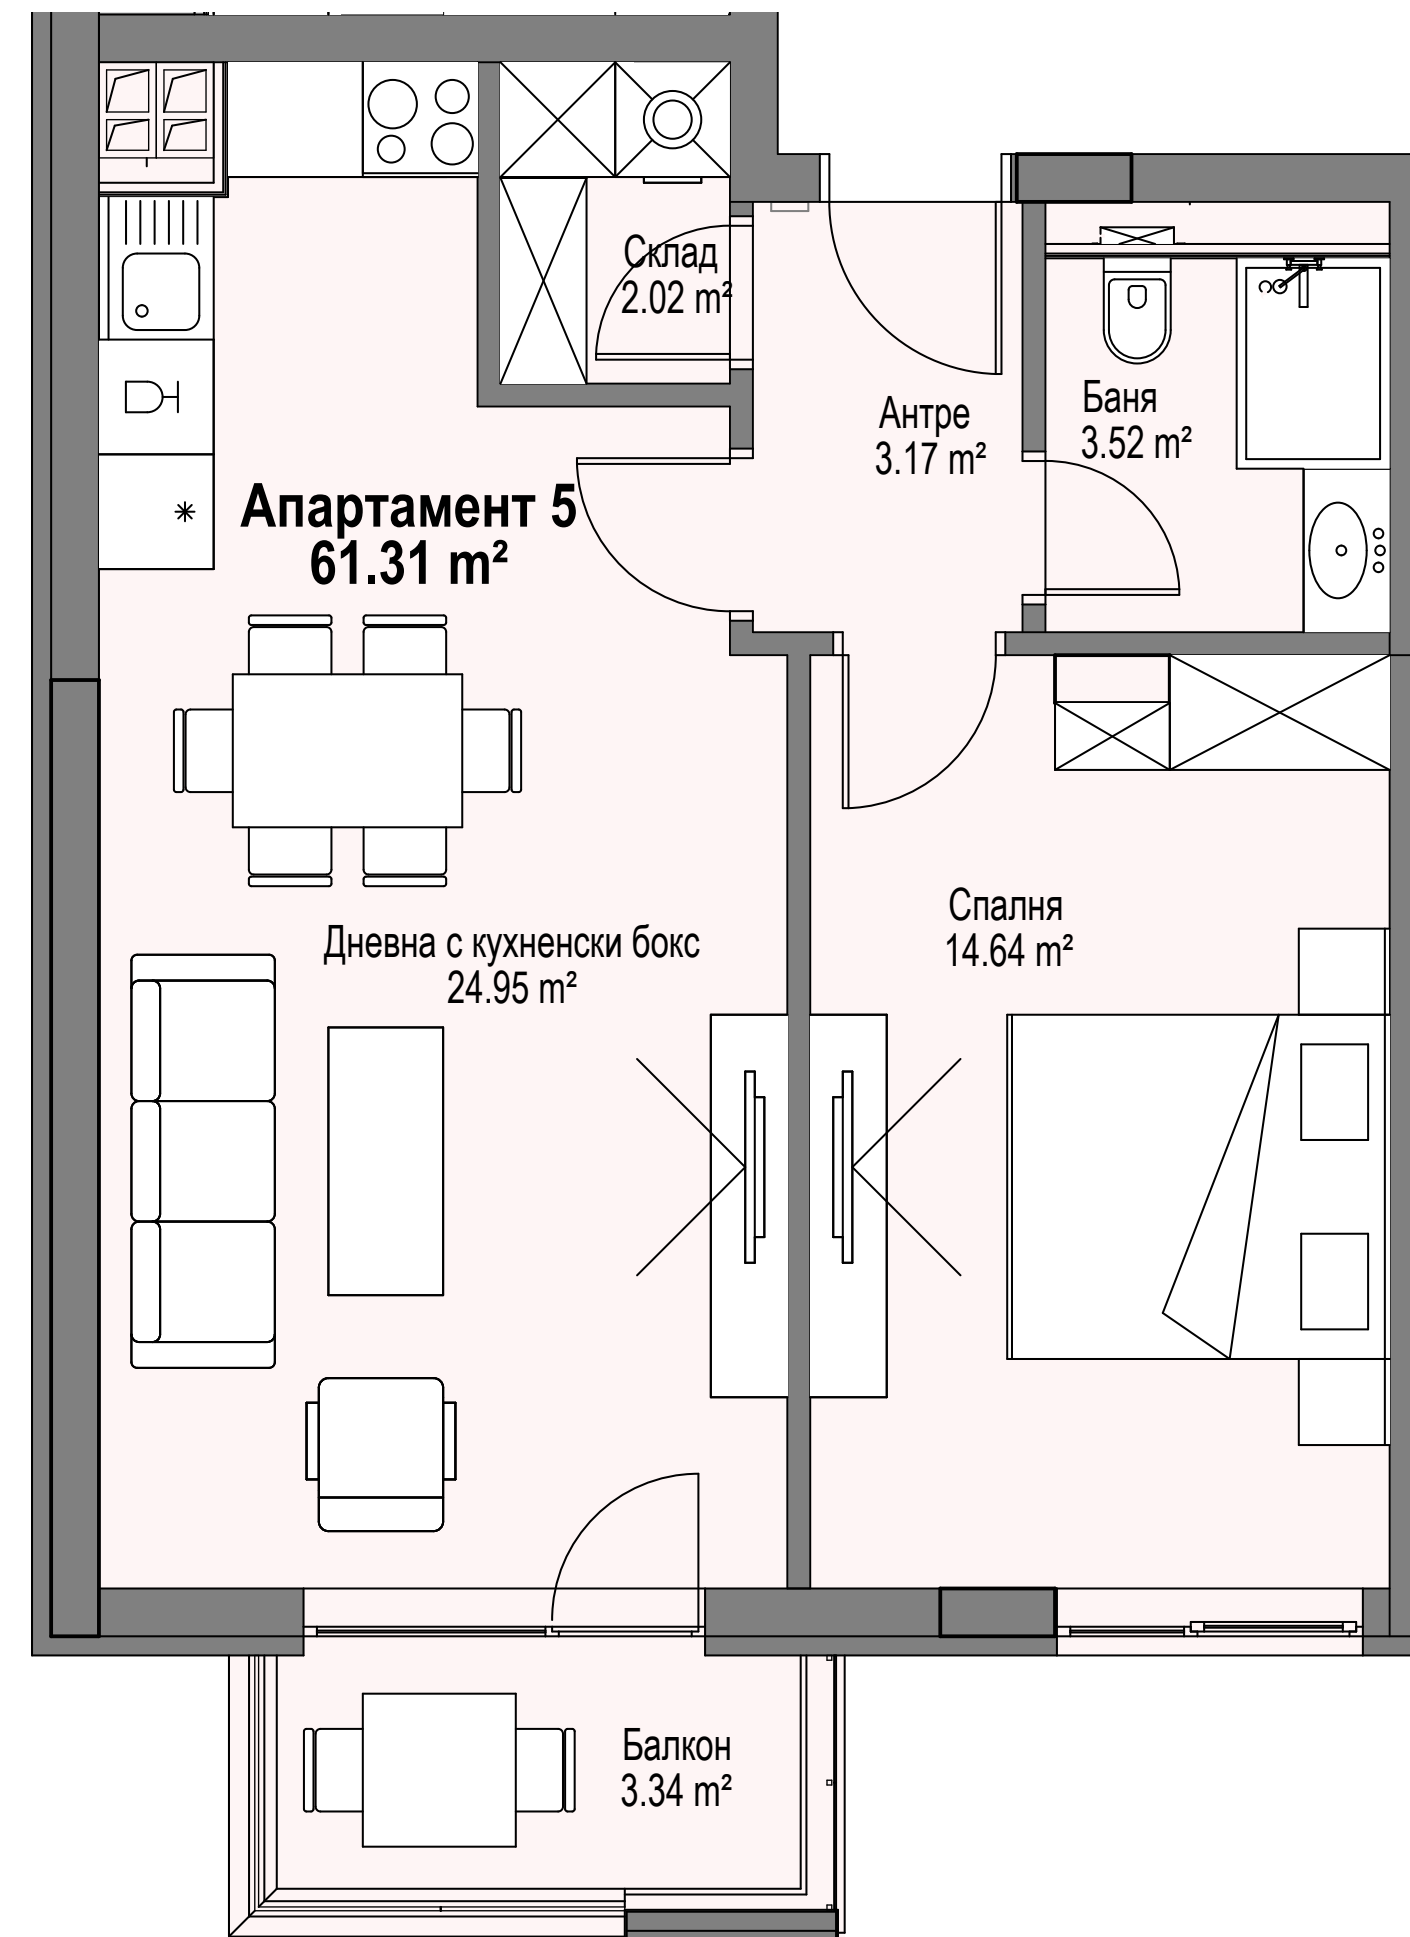 Склад
2.02 m²
Антре
3.17 m²
Баня
3.52 m²
Апартамент 5
61.31 m²
Спалня
14.64 m²
Дневна с кухненски бокс
24.95 m²
Балкон
3.34 m²